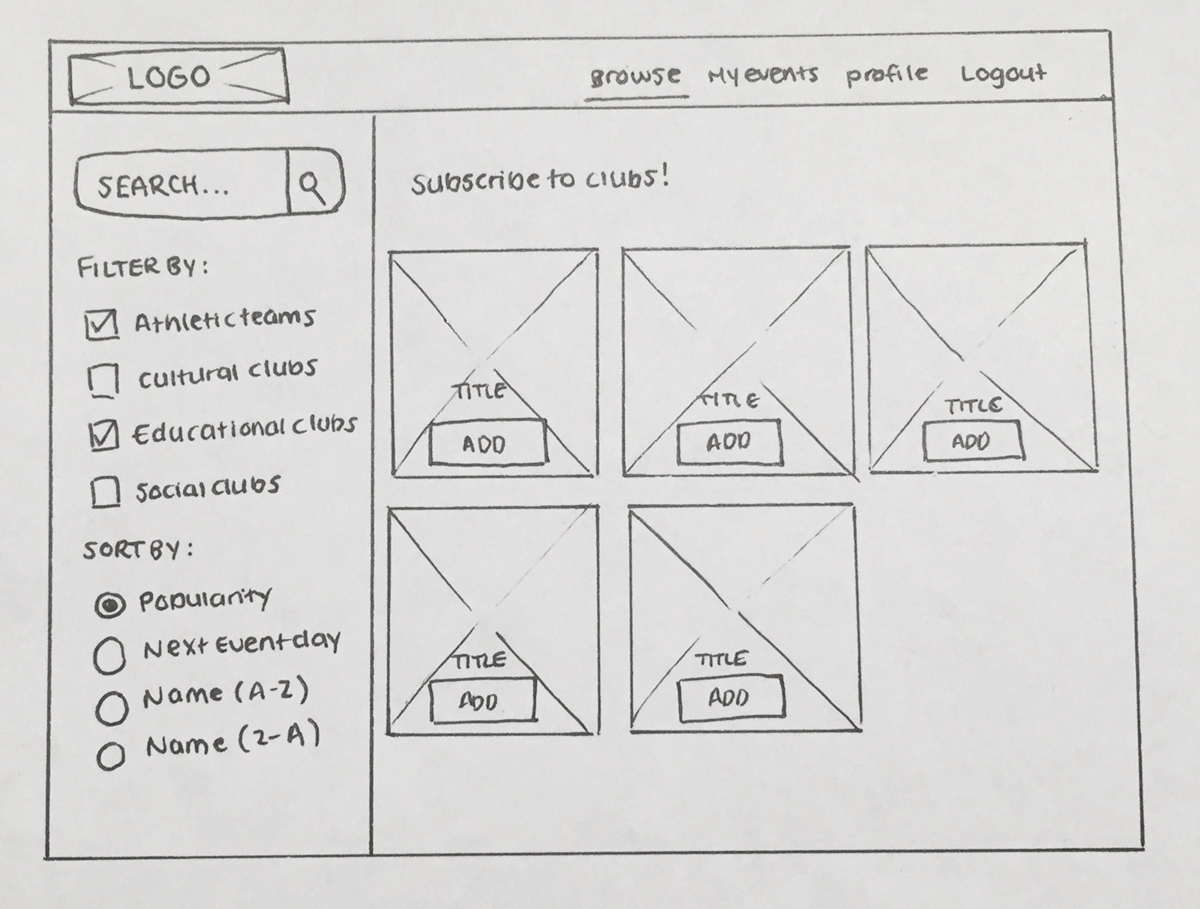 LOGO
Browse My events profile Logout
SEARCH...
Subscribe to clubs!
FILTER BY:
Athletic teams
cultural clubs
Educational clubs
Social clubs
SORT BY:
Popularity
Next Event day
Name (A-Z)
Name (Z-A)
TITLE TITLE TITLE
ADD ADD ADD
TITLE TITLE
ADD ADD